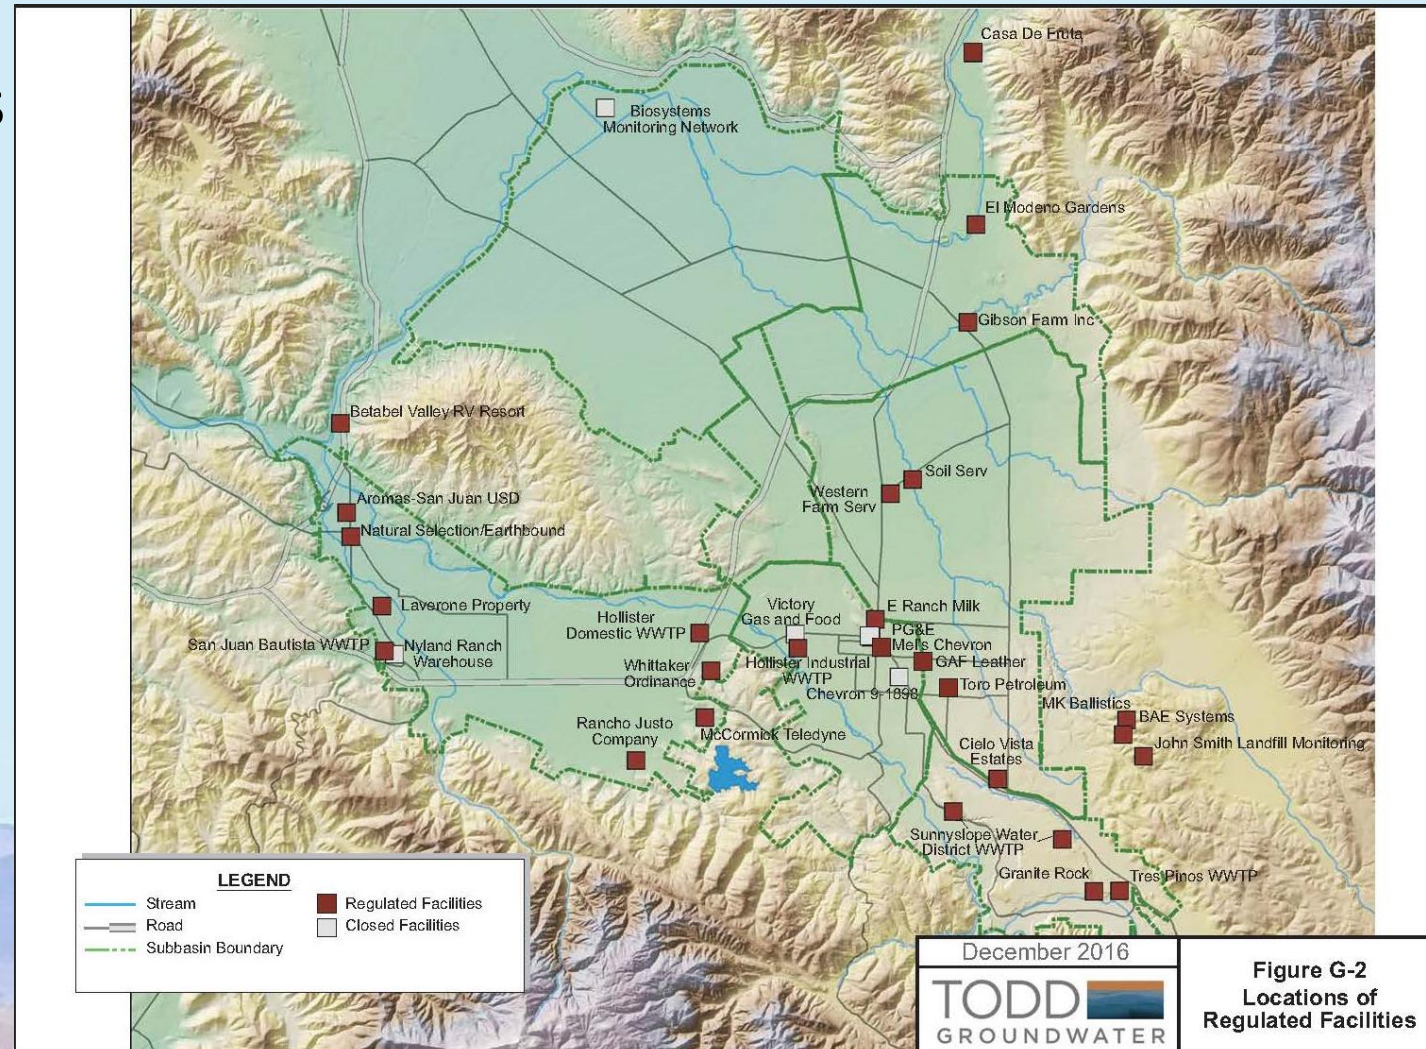 Casa De Fruta
Biosystems
Monitoring Network
El Modeno Gardens
Gibson Farm Inc
Betabel Valley RV Resort
Soil Serv
Western
Farm Serv
Aromas-San Juan USD
Natural Selection/Earthbound
Laverone Property
San Juan Bautista WWTP
Nyland Ranch
Warehouse
Hollister
Domestic WWTP
Victory
Gas and Food
E Ranch Milk
PG&E
Mel's Chevron
GAF Leather
Whittaker
Ordinance
Hollister Industrial
WWTP
Chevron 9-1898
Toro Petroleum
MK Ballistics
BAE Systems
John Smith Landfill Monitoring
Rancho Justo
Company
McCormick Teledyne
Cielo Vista
Estates
Sunnyslope Water
District WWTP
Granite Rock
Tres Pinos WWTP
LEGEND
Stream
Road
Subbasin Boundary
Regulated Facilities
Closed Facilities
December 2016
TODD
GROUNDWATER
Figure G-2
Locations of
Regulated Facilities